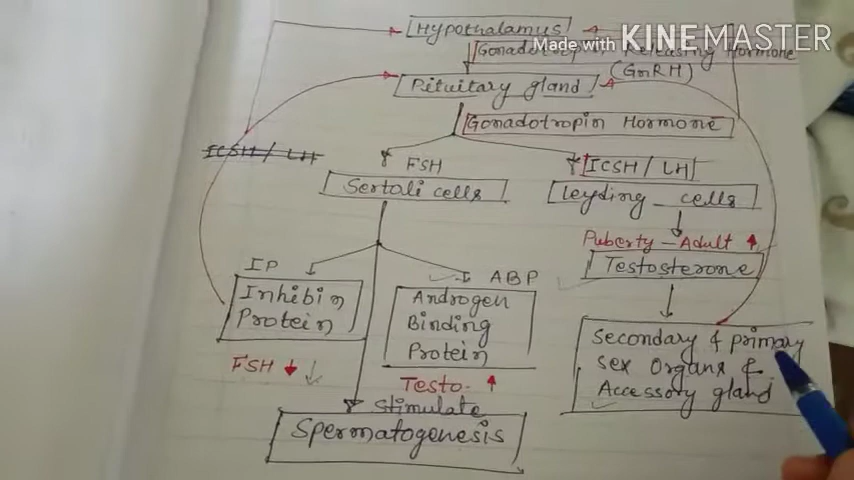 Hypothalamus
Made with KINEMASTER
Gonadotropin Releasing Hormone
(GnRH)
Pituitary gland
Gonadotropin Hormone
ICSH / LH
FSH
ICSH / LH
Sertoli cells
leyding cells
Puberty - Adult ↑
Testosterone
IP
ABP
Inhibin
Protein
Androgen
Binding
Protein
FSH ↓ ↓
Testo. ↑
Secondary & primary
Sex Organs &
Accessory gland
Stimulate
Spermatogenesis